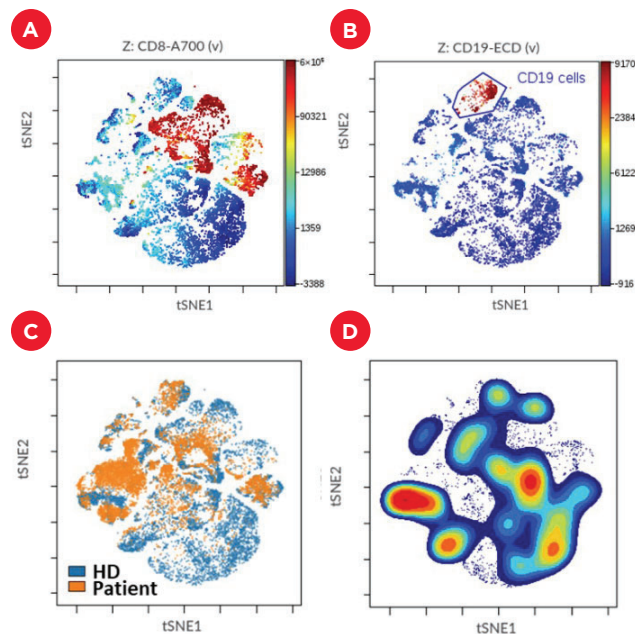 A
Z: CD8-A700 (v)
6×10⁵
90321
12986
1359
-3388
tSNE2
tSNE1
B
Z: CD19-ECD (v)
CD19 cells
9170
2384
6122
1269
-916
tSNE2
tSNE1
C
HD
Patient
tSNE2
tSNE1
D
tSNE2
tSNE1